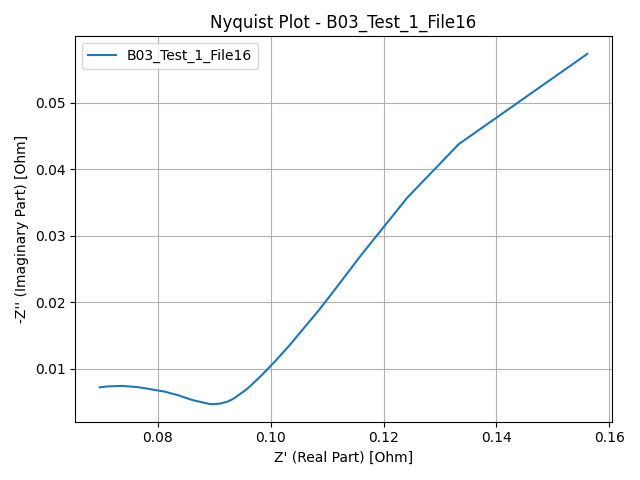 Nyquist Plot - B03_Test_1_File16
B03_Test_1_File16
-Z'' (Imaginary Part) [Ohm]
0.05
0.04
0.03
0.02
0.01
0.08 0.10 0.12 0.14 0.16
Z' (Real Part) [Ohm]